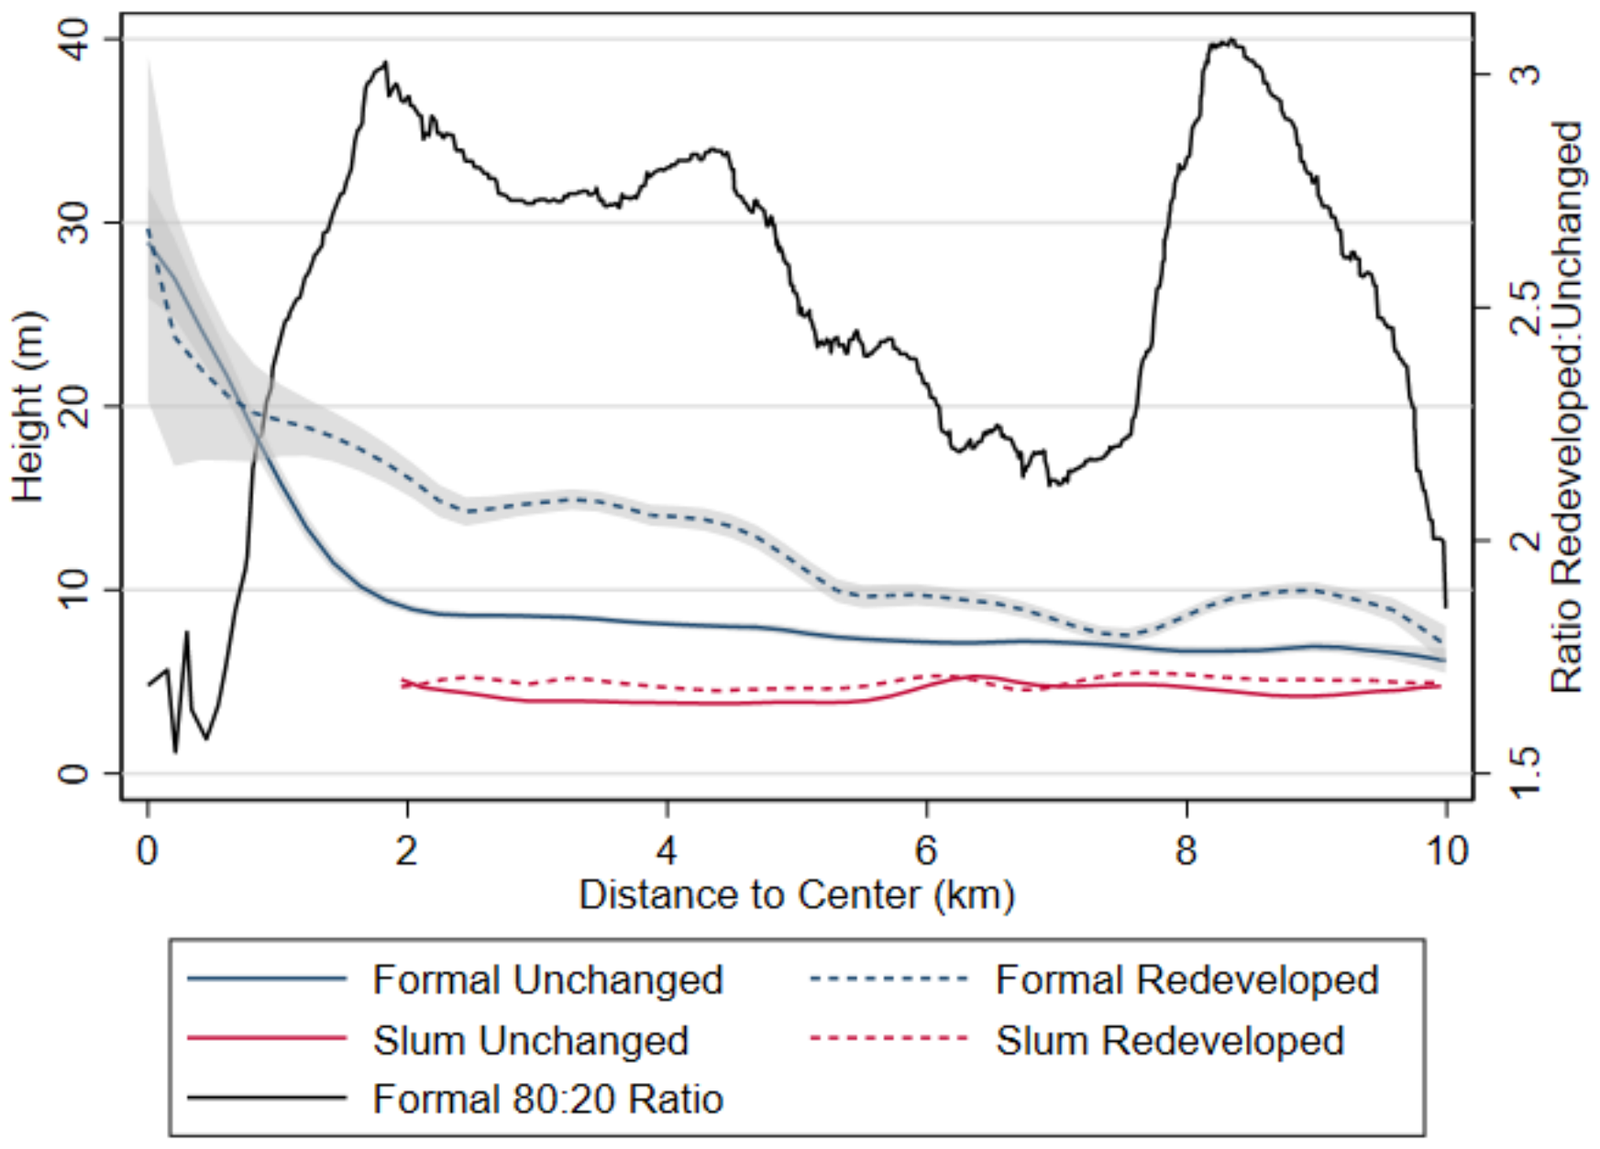 40
30
20
10
0
Height (m)
3
2.5
2
1.5
Ratio Redeveloped:Unchanged
0 2 4 6 8 10
Distance to Center (km)
Formal Unchanged Formal Redeveloped
Slum Unchanged Slum Redeveloped
Formal 80:20 Ratio